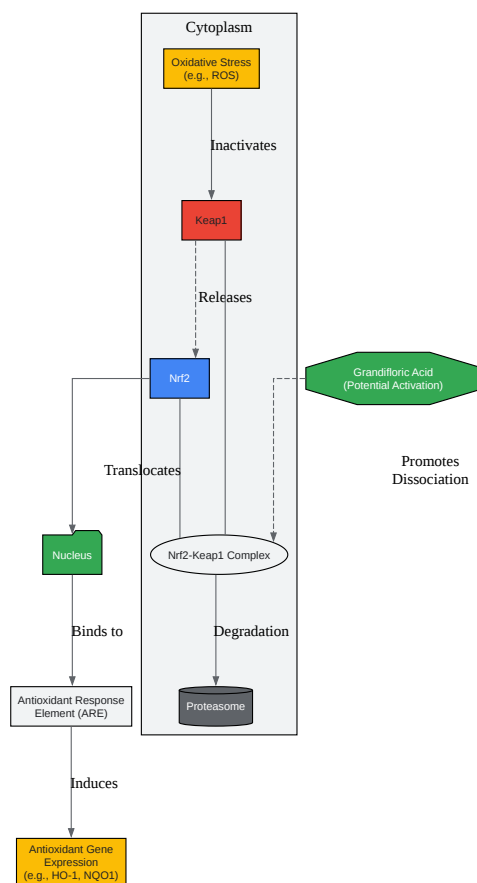 Cytoplasm
Oxidative Stress
(e.g., ROS)
Inactivates
Keap1
Releases
Nrf2
Grandifloric Acid
(Potential Activation)
Translocates
Promotes
Dissociation
Nucleus
Nrf2-Keap1 Complex
Binds to
Degradation
Antioxidant Response
Element (ARE)
Proteasome
Induces
Antioxidant Gene
Expression
(e.g., HO-1, NQO1)